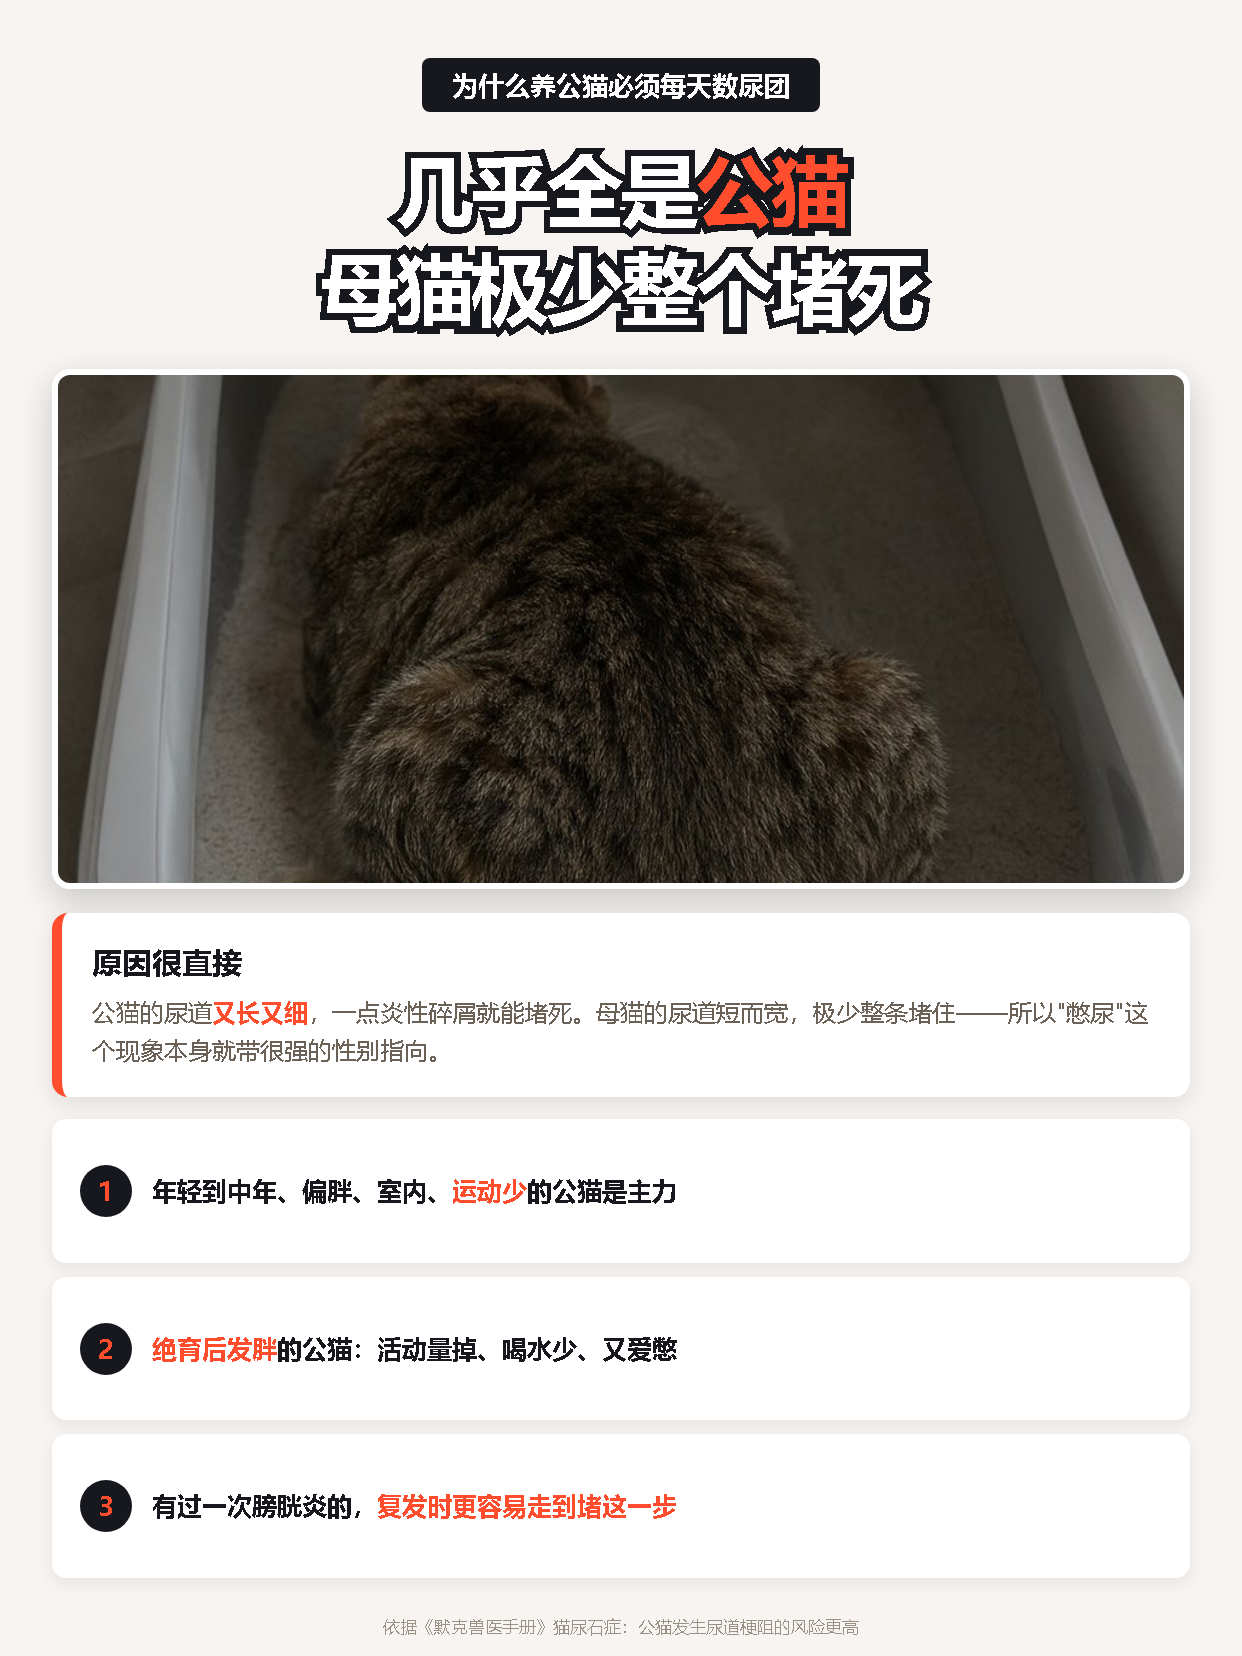 为什么养公猫必须每天数尿团
几乎全是公猫
母猫极少整个堵死
原因很直接
公猫的尿道又长又细，一点炎性碎屑就能堵死。母猫的尿道短而宽，极少整条堵住——所以"憋尿"这
个现象本身就带很强的性别指向。
1 年轻到中年、偏胖、室内、运动少的公猫是主力
2 绝育后发胖的公猫：活动量掉、喝水少、又爱憋
3 有过一次膀胱炎的，复发时更容易走到堵这一步
依据《默克兽医手册》猫尿石症：公猫发生尿道梗阻的风险更高